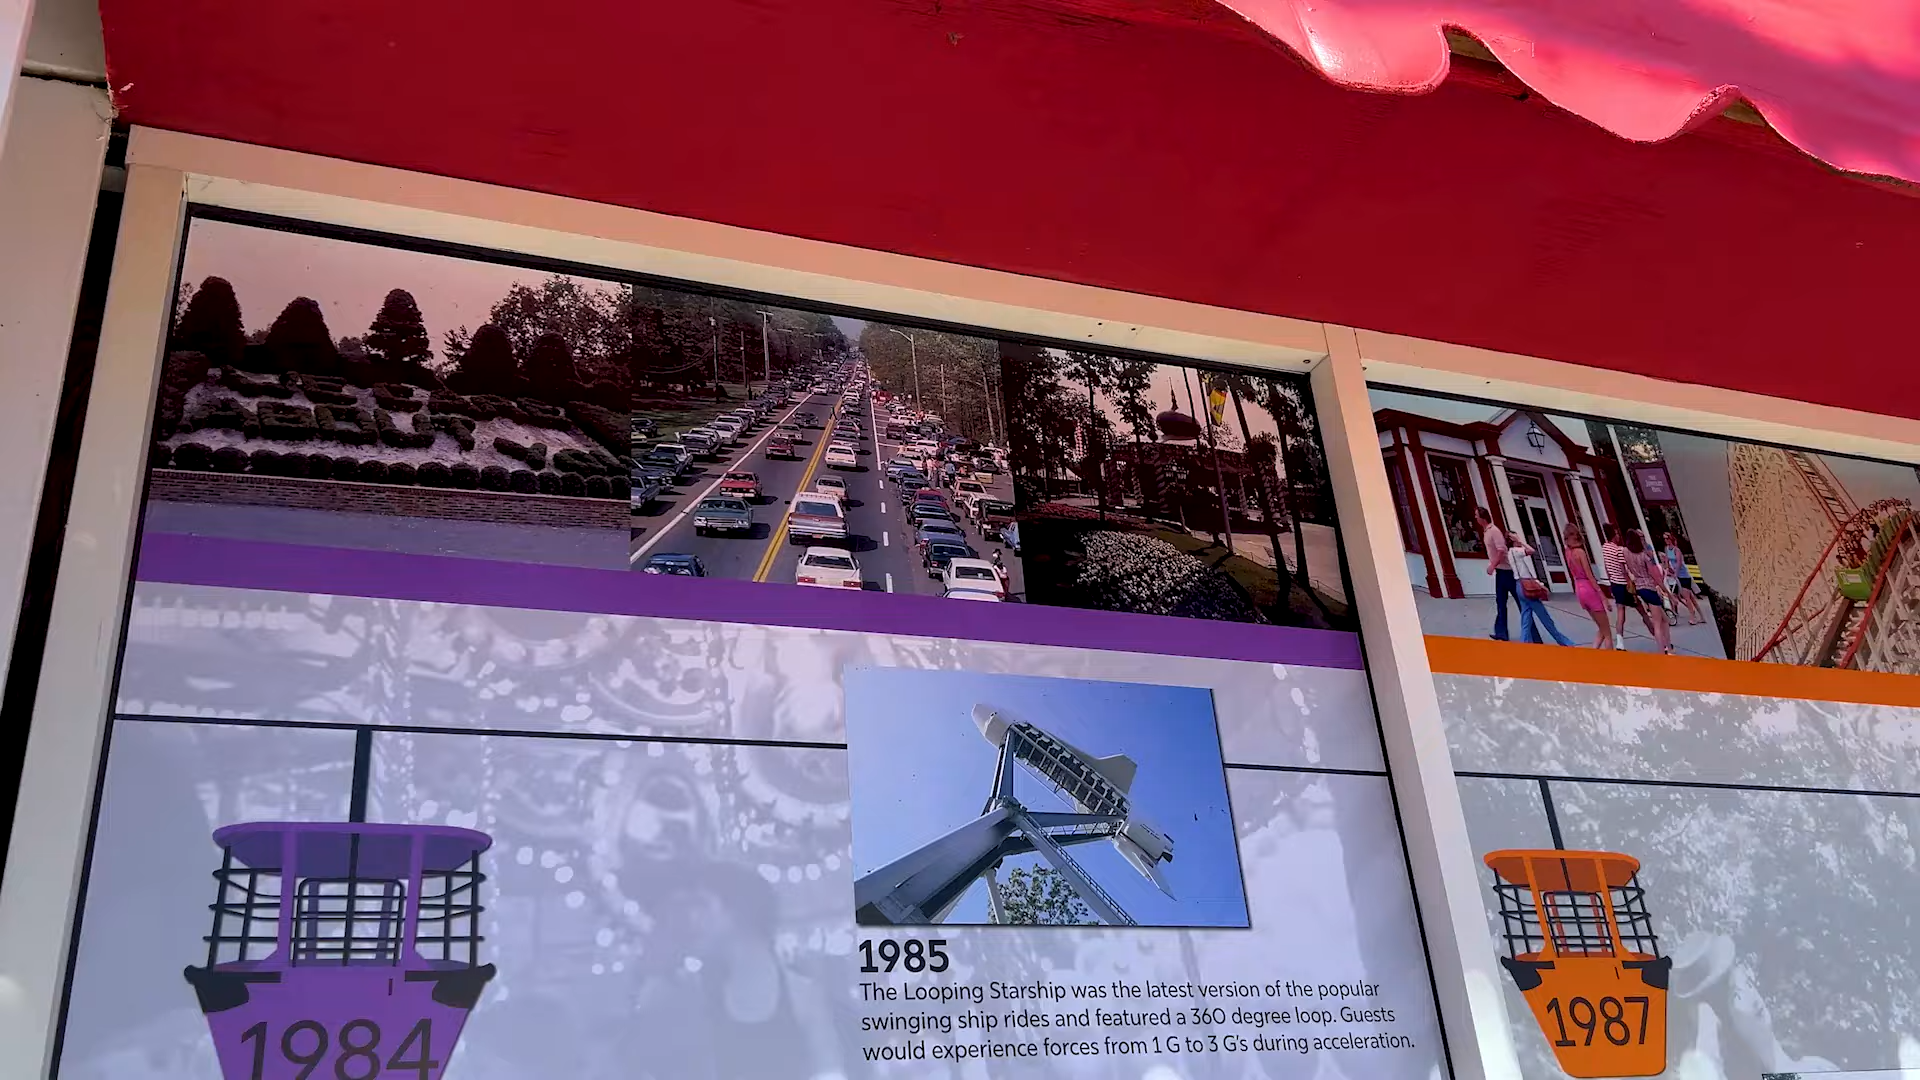 1984
1985
The Looping Starship was the latest version of the popular
swinging ship rides and featured a 360 degree loop. Guests
would experience forces from 1 G to 3 G's during acceleration.
1987